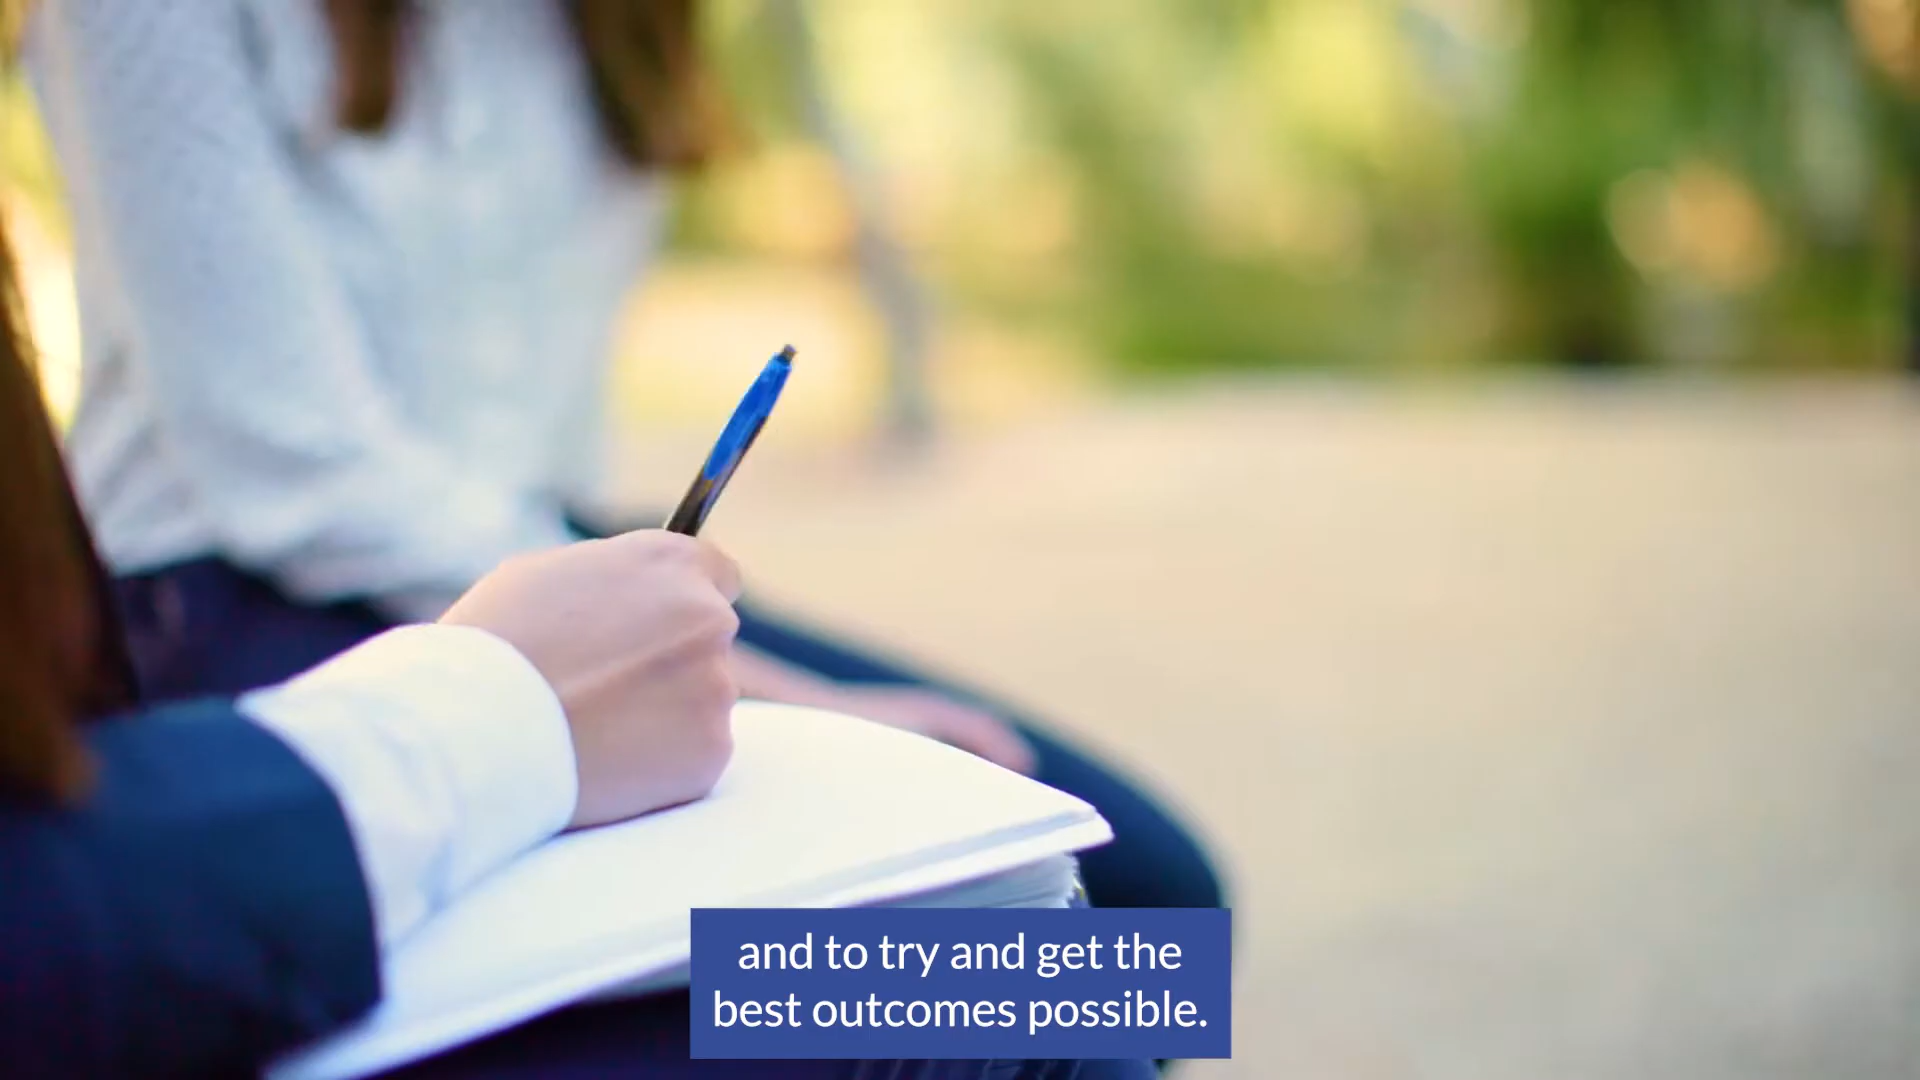 and to try and get the
best outcomes possible.